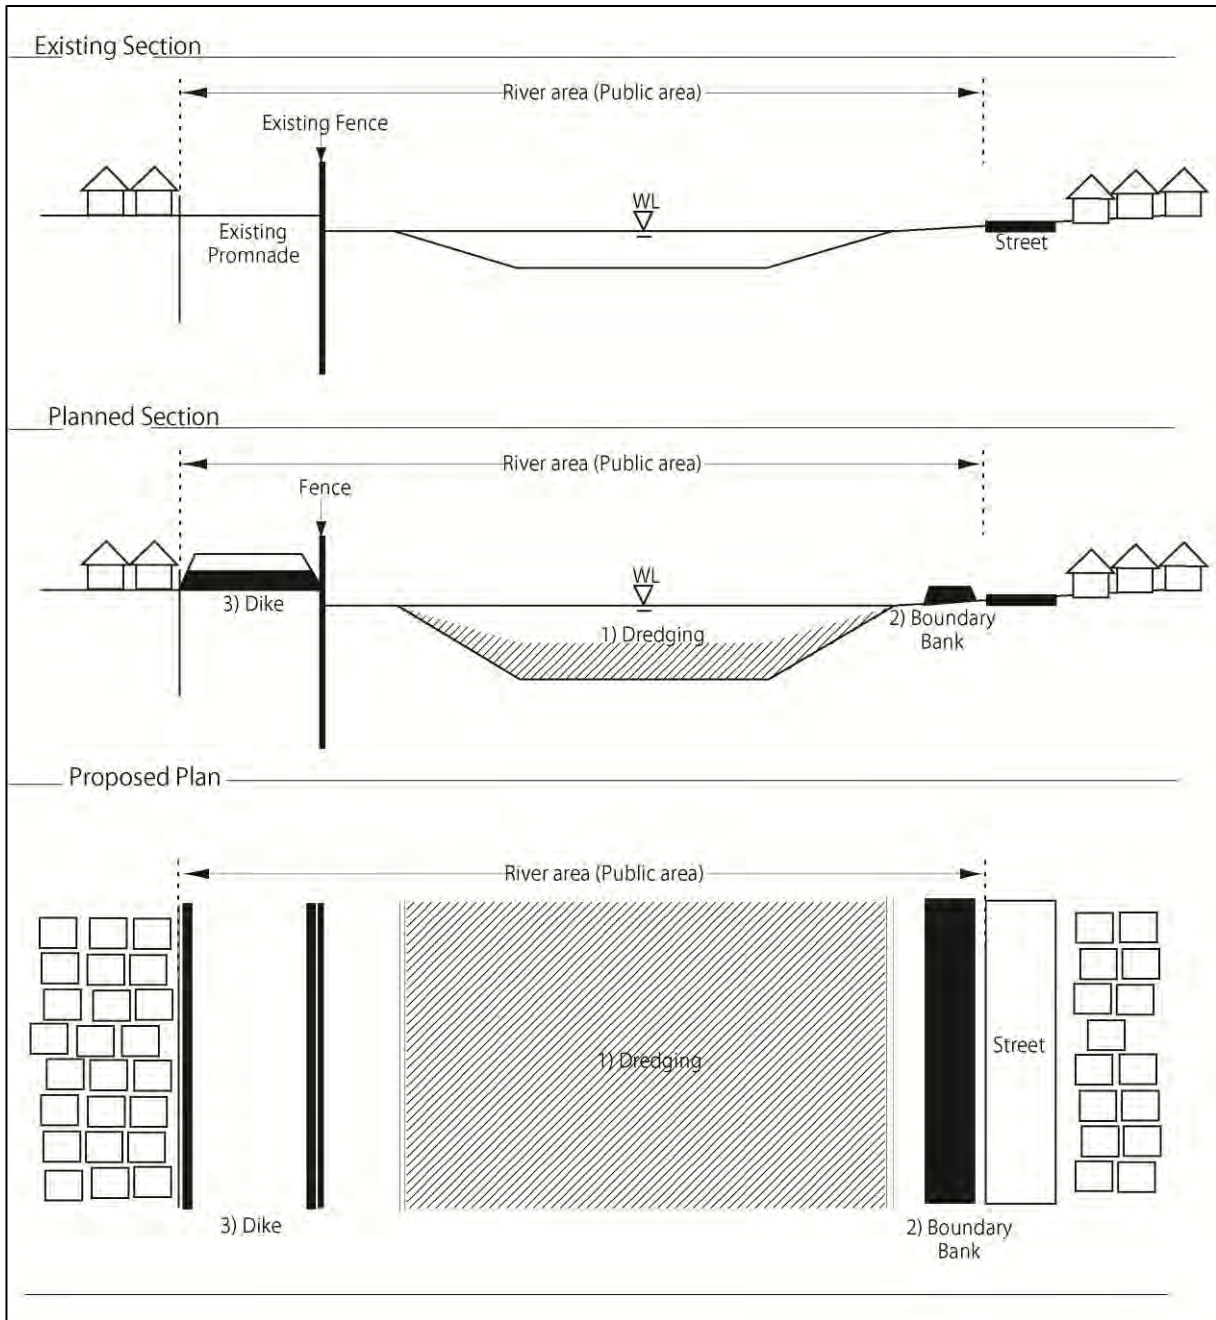 Existing Section
River area (Public area)
Existing Fence
WL
Existing
Promnade
Street
Planned Section
River area (Public area)
Fence
WL
3) Dike
1) Dredging
2) Boundary
Bank
Proposed Plan
River area (Public area)
1) Dredging
Street
3) Dike
2) Boundary
Bank